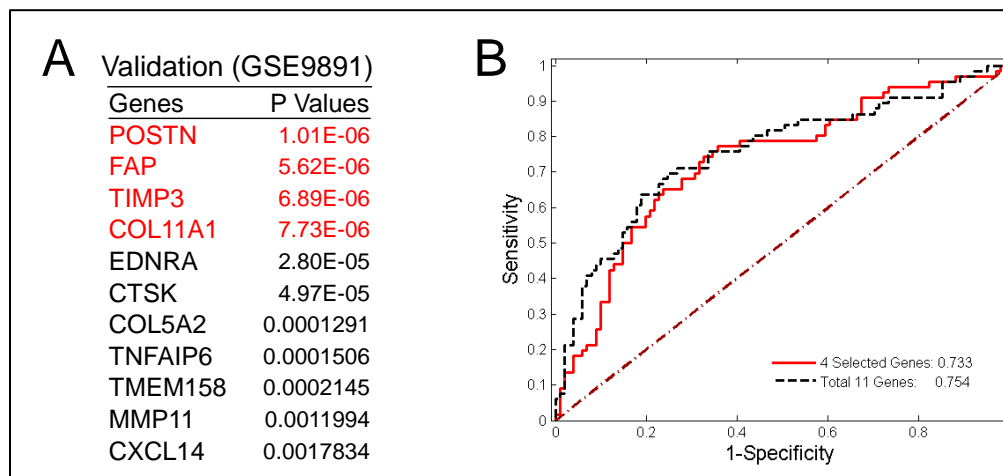 A
Validation (GSE9891)
Genes P Values
POSTN 1.01E-06
FAP 5.62E-06
TIMP3 6.89E-06
COL11A1 7.73E-06
EDNRA 2.80E-05
CTSK 4.97E-05
COL5A2 0.0001291
TNFAIP6 0.0001506
TMEM158 0.0002145
MMP11 0.0011994
CXCL14 0.0017834
B
1
0.9
0.8
0.7
0.6
0.5
0.4
0.3
0.2
0.1
0
Sensitivity
4 Selected Genes: 0.733
Total 11 Genes: 0.754
0 0.2 0.4 0.6 0.8
1-Specificity